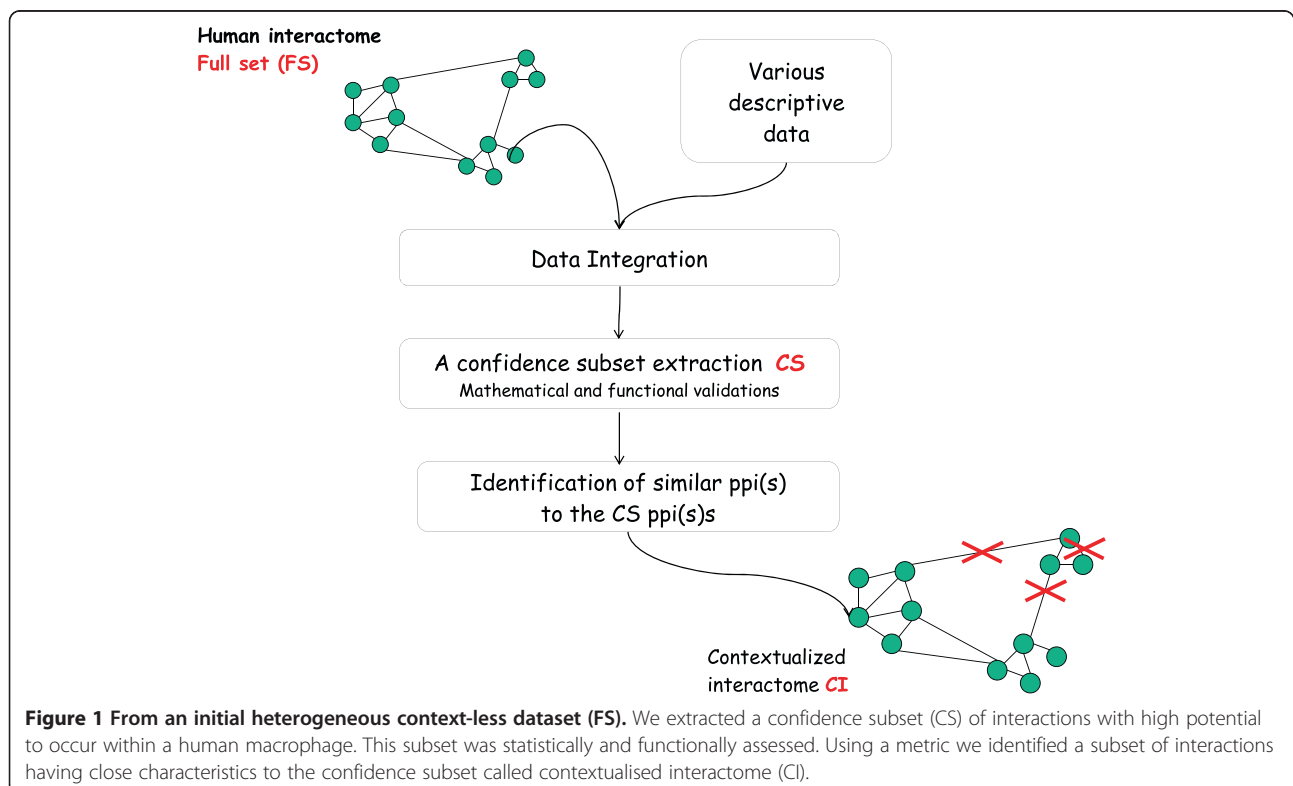 Human interactome
Full set (FS)
Various
descriptive
data
Data Integration
A confidence subset extraction CS
Mathematical and functional validations
Identification of similar ppi(s)
to the CS ppi(s)s
Contextualized
interactome CI
Figure 1 From an initial heterogeneous context-less dataset (FS). We extracted a confidence subset (CS) of interactions with high potential
to occur within a human macrophage. This subset was statistically and functionally assessed. Using a metric we identified a subset of interactions
having close characteristics to the confidence subset called contextualised interactome (CI).